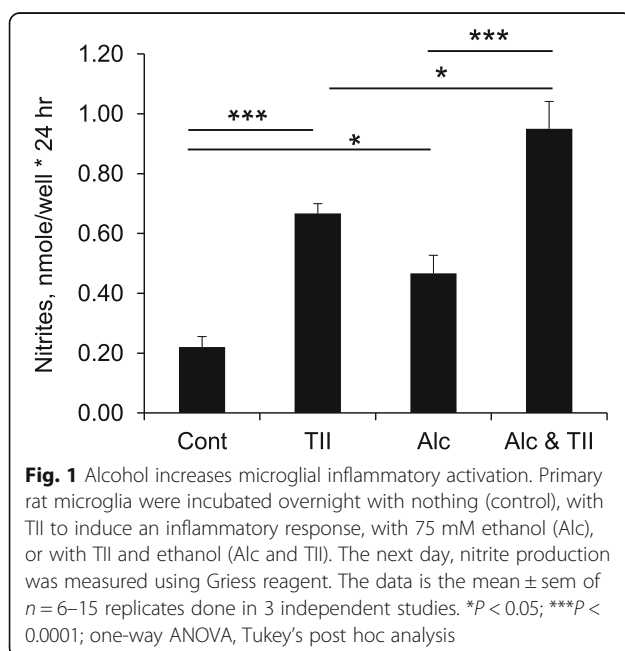 1.20
1.00
0.80
0.60
0.40
0.20
0.00
Nitrites, nmole/well * 24 hr
***
*
***
*
Cont TII Alc Alc & TII
Fig. 1 Alcohol increases microglial inflammatory activation. Primary
rat microglia were incubated overnight with nothing (control), with
TII to induce an inflammatory response, with 75 mM ethanol (Alc),
or with TII and ethanol (Alc and TII). The next day, nitrite production
was measured using Griess reagent. The data is the mean ± sem of
n = 6–15 replicates done in 3 independent studies. *P < 0.05; ***P <
0.0001; one-way ANOVA, Tukey's post hoc analysis